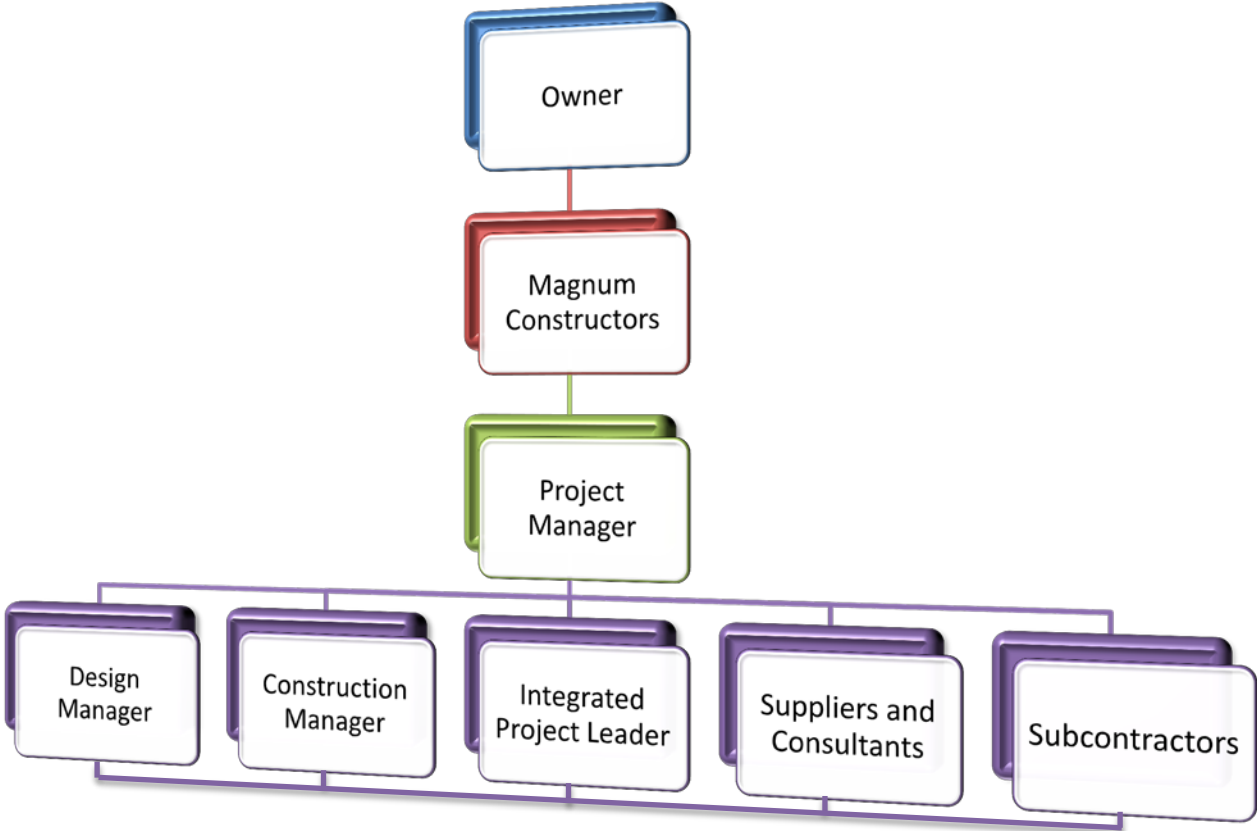 Owner
Magnum
Constructors
Project
Manager
Design
Manager
Construction
Manager
Integrated
Project Leader
Suppliers and
Consultants
Subcontractors